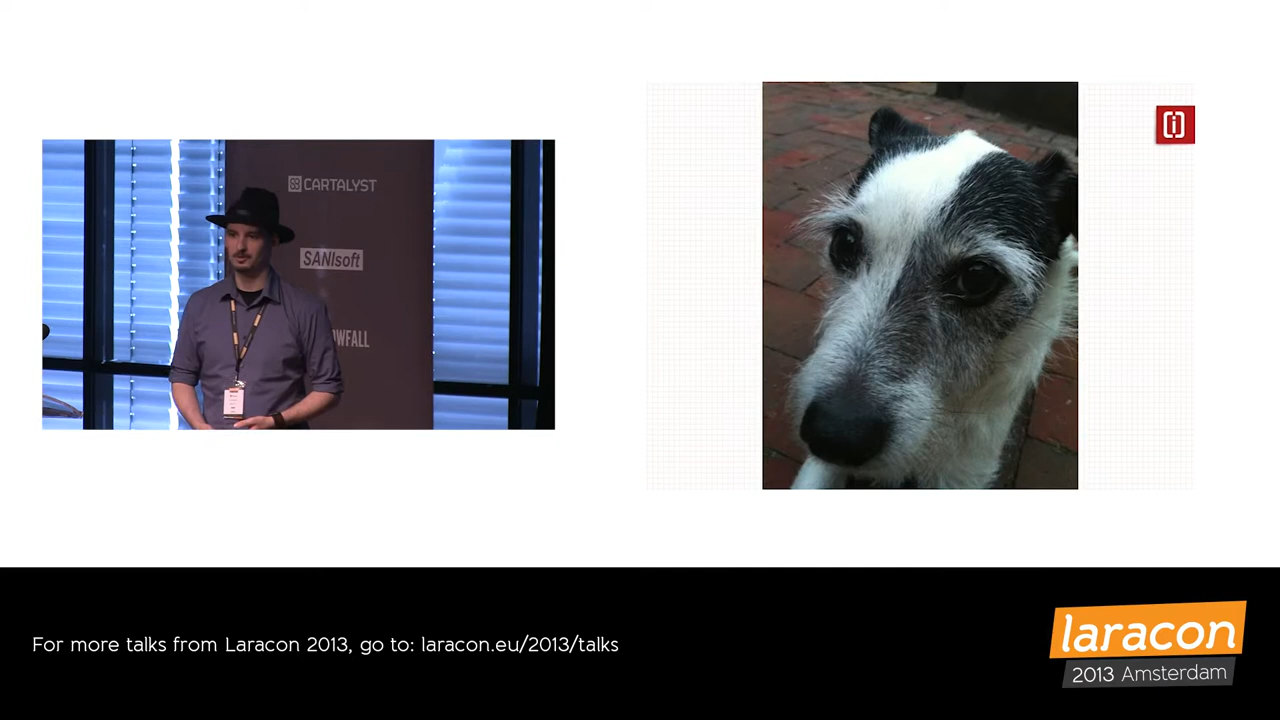 CARTALYST
SANIsoft
WFALL
For more talks from Laracon 2013, go to: laracon.eu/2013/talks
laracon
2013 Amsterdam